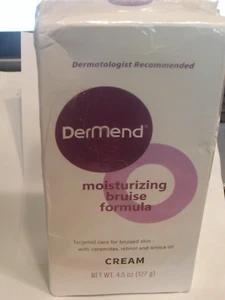 Dermatologist Recommended
DerMend
moisturizing
bruise
formula
Targeted care for bruised skin -
with ceramides, retinol and arnica oil
CREAM
NET WT. 4.5 OZ (127 g)